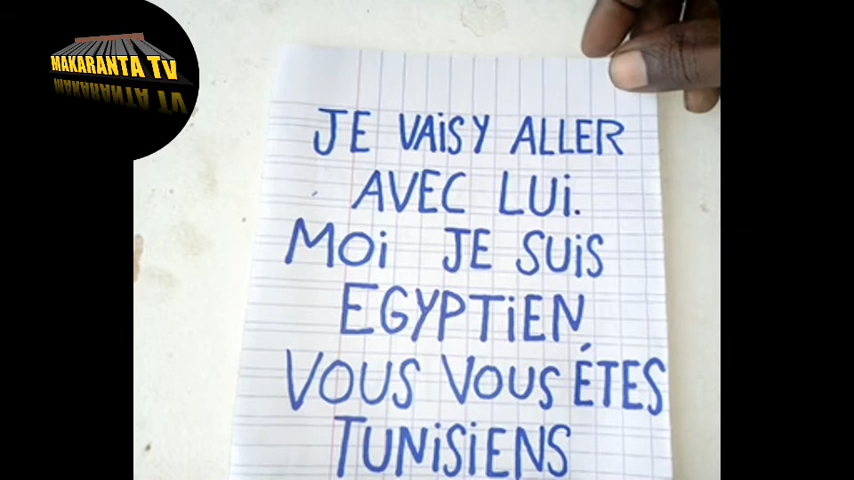 MAKARANTA TV
JE VAIS Y ALLER
AVEC LUI.
MOI JE SUIS
EGYPTIEN
VOUS VOUS ÉTES
TUNISIENS